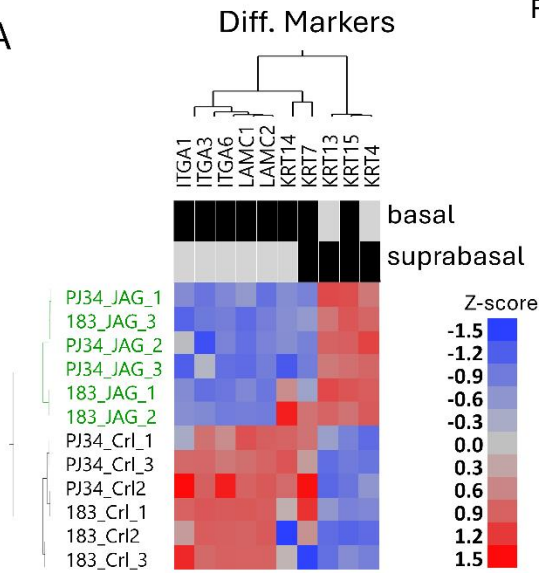 A
Diff. Markers
ITGA1
ITGA3
ITGA6
LAMC1
LAMC2
KRT14
KRT7
KRT13
KRT15
KRT4
basal
suprabasal
PJ34_JAG_1
183_JAG_3
PJ34_JAG_2
PJ34_JAG_3
183_JAG_1
183_JAG_2
PJ34_Crl_1
PJ34_Crl_3
PJ34_Crl2
183_Crl_1
183_Crl2
183_Crl_3
Z-score
-1.5
-1.2
-0.9
-0.6
-0.3
0.0
0.3
0.6
0.9
1.2
1.5